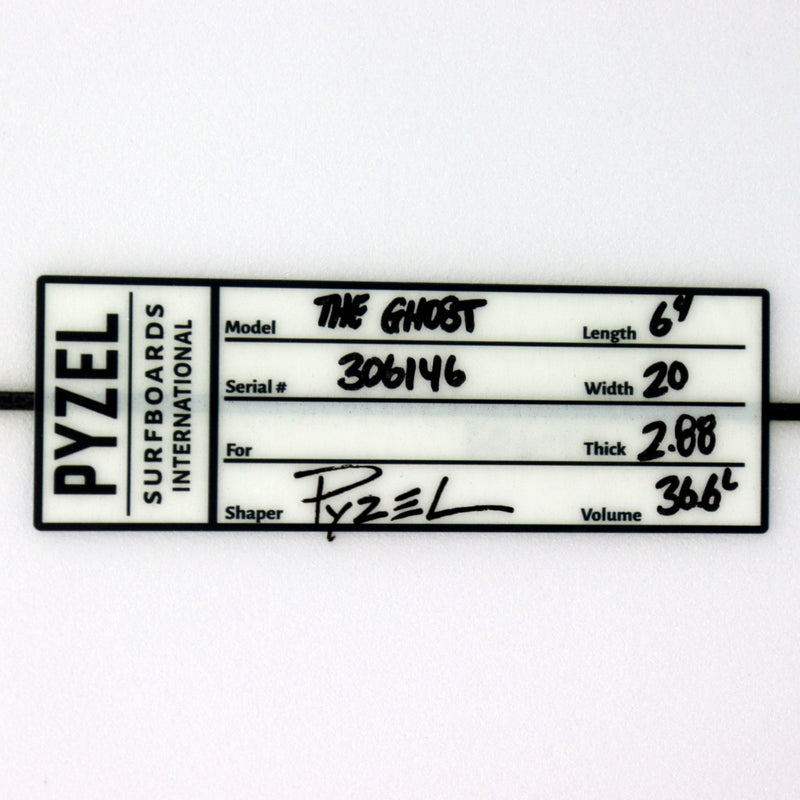 PYZEL
SURFBOARDS
INTERNATIONAL
Model THE GHOST Length 6'4
Serial # 306146 Width 20
For Thick 2.88
Shaper PYZEL Volume 36.6L